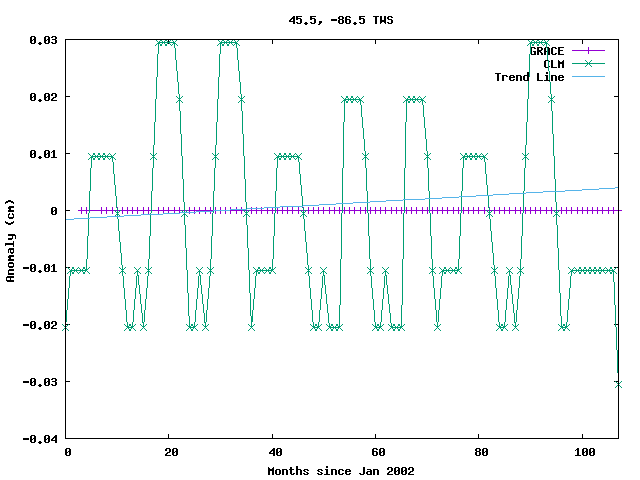 45.5, -86.5 TWS
0.03
GRACE
CLM
Trend Line
0.02
0.01
0
-0.01
-0.02
-0.03
-0.04
Anomaly (cm)
0 20 40 60 80 100
Months since Jan 2002